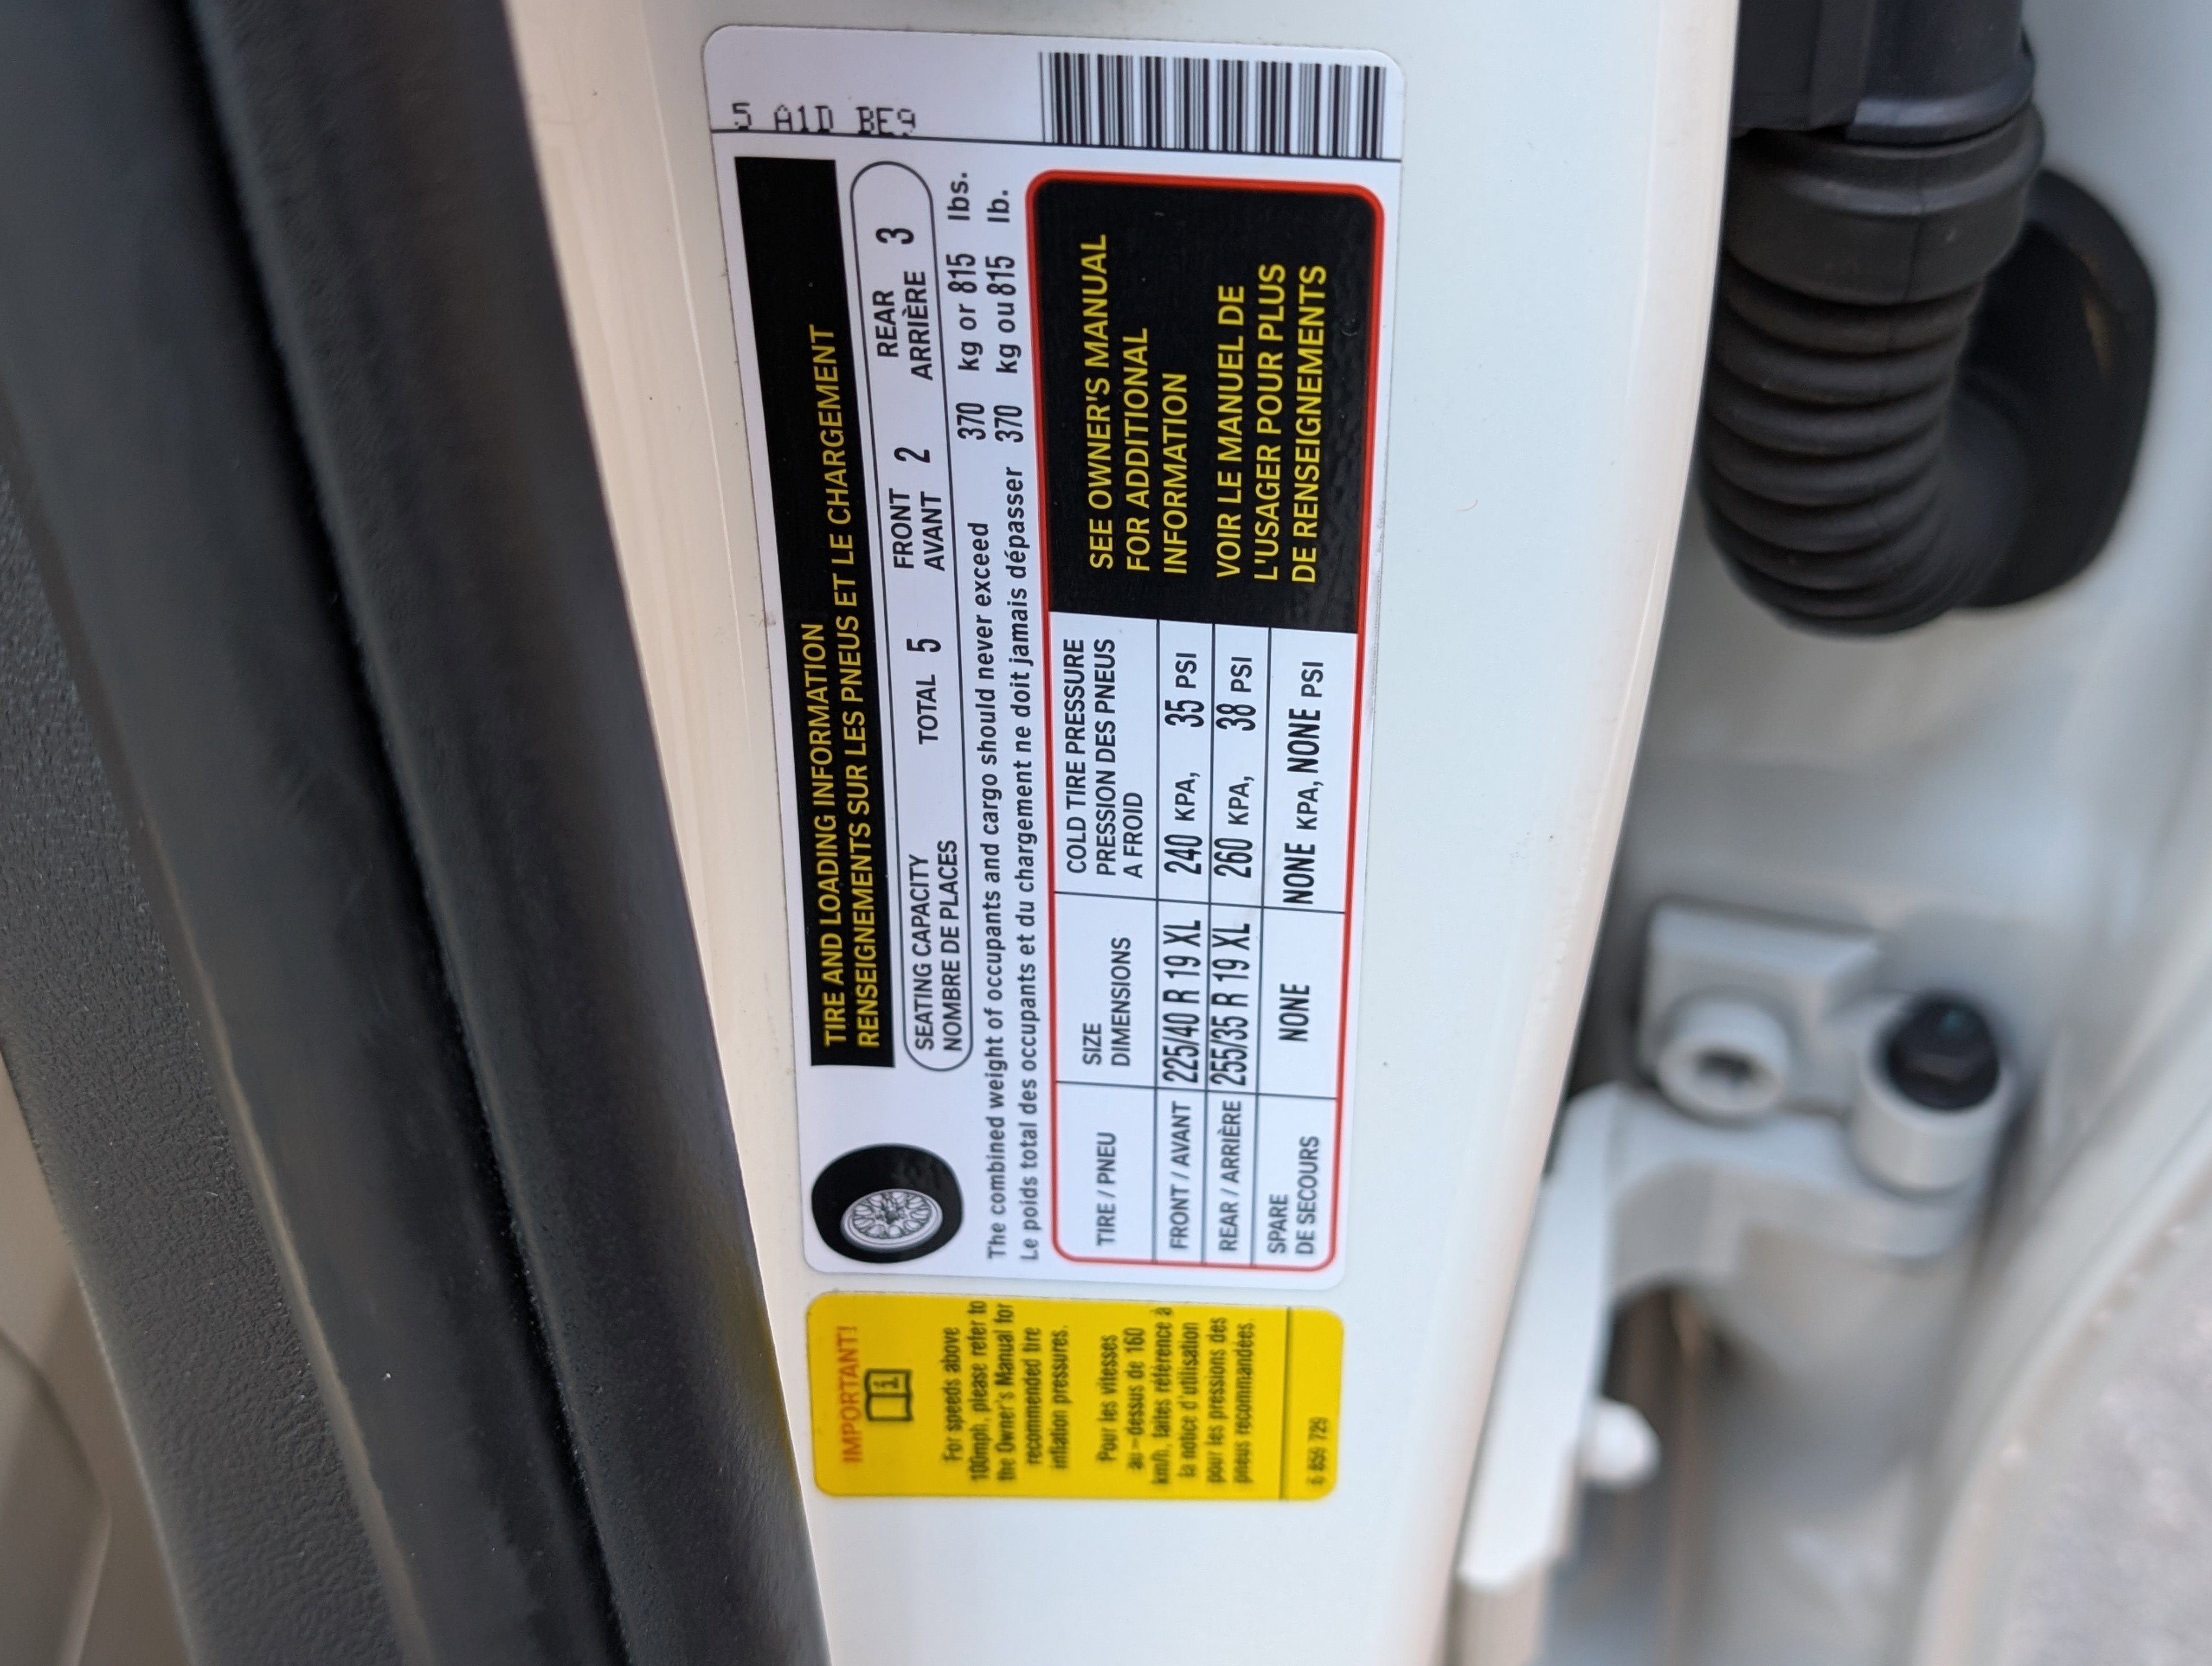 5 A1D BE9
TIRE AND LOADING INFORMATION
RENSEIGNEMENTS SUR LES PNEUS ET LE CHARGEMENT
SEATING CAPACITY
NOMBRE DE PLACES
TOTAL 5
FRONT
AVANT 2
REAR
ARRIÈRE 3
The combined weight of occupants and cargo should never exceed 370 kg or 815 lbs.
Le poids total des occupants et du chargement ne doit jamais dépasser 370 kg ou 815 lb.
TIRE / PNEU
SIZE
DIMENSIONS
COLD TIRE PRESSURE
PRESSION DES PNEUS
A FROID
FRONT / AVANT 225/40 R 19 XL 240 KPA, 35 PSI
REAR / ARRIÈRE 255/35 R 19 XL 260 KPA, 38 PSI
SPARE
DE SECOURS
NONE NONE KPA, NONE PSI
SEE OWNER'S MANUAL
FOR ADDITIONAL
INFORMATION
VOIR LE MANUEL DE
L'USAGER POUR PLUS
DE RENSEIGNEMENTS
IMPORTANT!
i
For speeds above
100mph, please refer to
the Owner's Manual for
recommended tire
inflation pressures.
Pour les vitesses
au-dessus de 160
km/h, faites référence à
la notice d'utilisation
pour les pressions des
pneus recommandées.
6 856 729